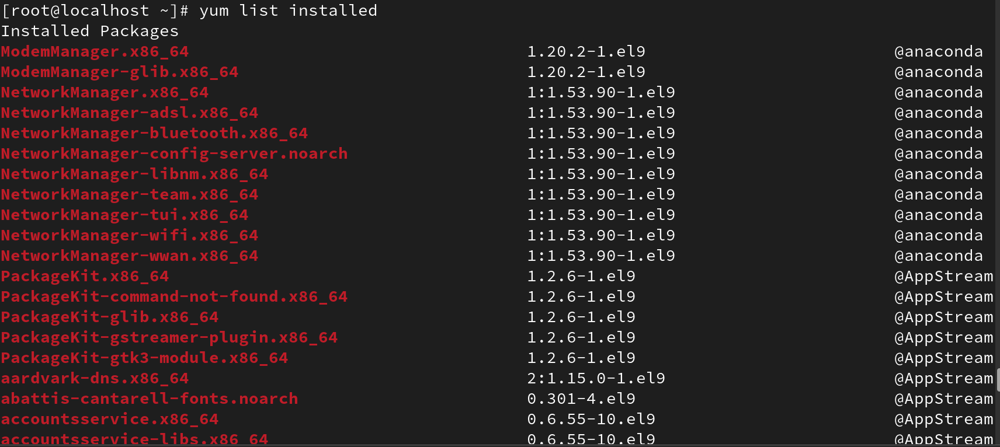 [root@localhost ~]# yum list installed
Installed Packages
ModemManager.x86_64 1.20.2-1.el9 @anaconda
ModemManager-glib.x86_64 1.20.2-1.el9 @anaconda
NetworkManager.x86_64 1:1.53.90-1.el9 @anaconda
NetworkManager-adsl.x86_64 1:1.53.90-1.el9 @anaconda
NetworkManager-bluetooth.x86_64 1:1.53.90-1.el9 @anaconda
NetworkManager-config-server.noarch 1:1.53.90-1.el9 @anaconda
NetworkManager-libnm.x86_64 1:1.53.90-1.el9 @anaconda
NetworkManager-team.x86_64 1:1.53.90-1.el9 @anaconda
NetworkManager-tui.x86_64 1:1.53.90-1.el9 @anaconda
NetworkManager-wifi.x86_64 1:1.53.90-1.el9 @anaconda
NetworkManager-wwan.x86_64 1:1.53.90-1.el9 @anaconda
PackageKit.x86_64 1.2.6-1.el9 @AppStream
PackageKit-command-not-found.x86_64 1.2.6-1.el9 @AppStream
PackageKit-glib.x86_64 1.2.6-1.el9 @AppStream
PackageKit-gstreamer-plugin.x86_64 1.2.6-1.el9 @AppStream
PackageKit-gtk3-module.x86_64 1.2.6-1.el9 @AppStream
aardvark-dns.x86_64 2:1.15.0-1.el9 @AppStream
abattis-cantarell-fonts.noarch 0.301-4.el9 @AppStream
accountsservice.x86_64 0.6.55-10.el9 @AppStream
accountsservice-libs.x86_64 0.6.55-10.el9 @AppStream